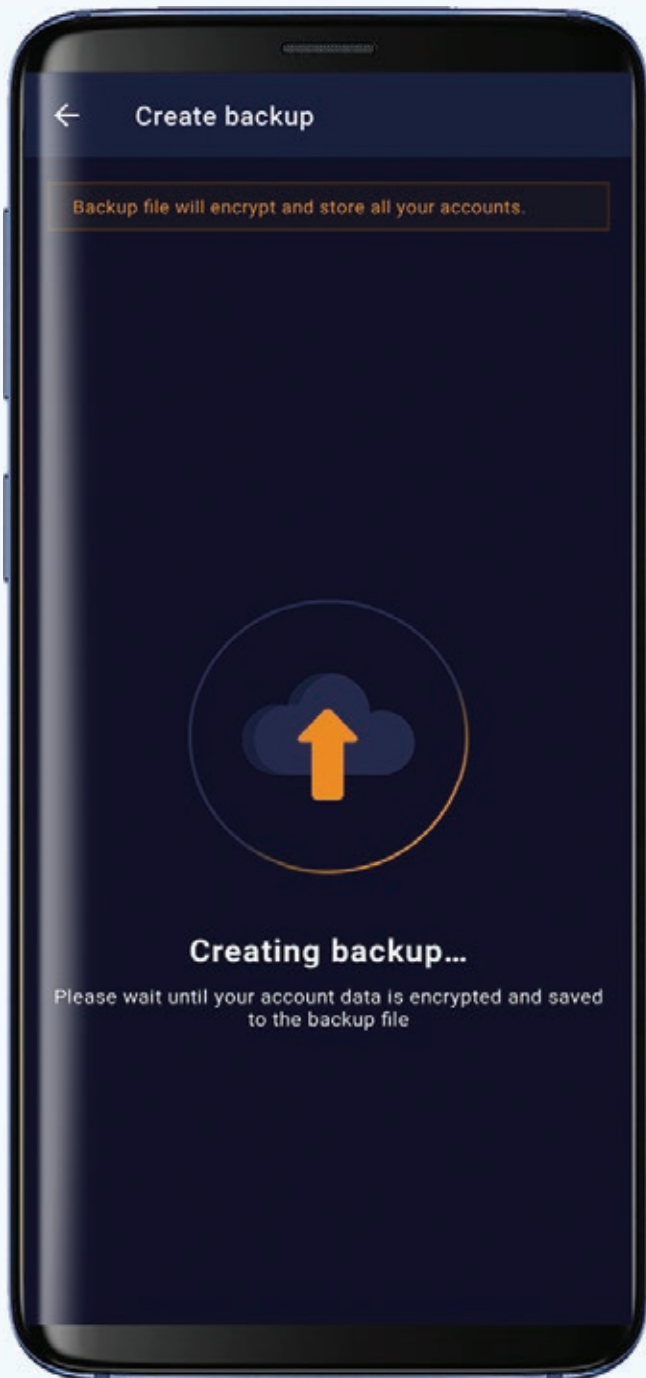 Create backup
Backup file will encrypt and store all your accounts.
Creating backup...
Please wait until your account data is encrypted and saved
to the backup file